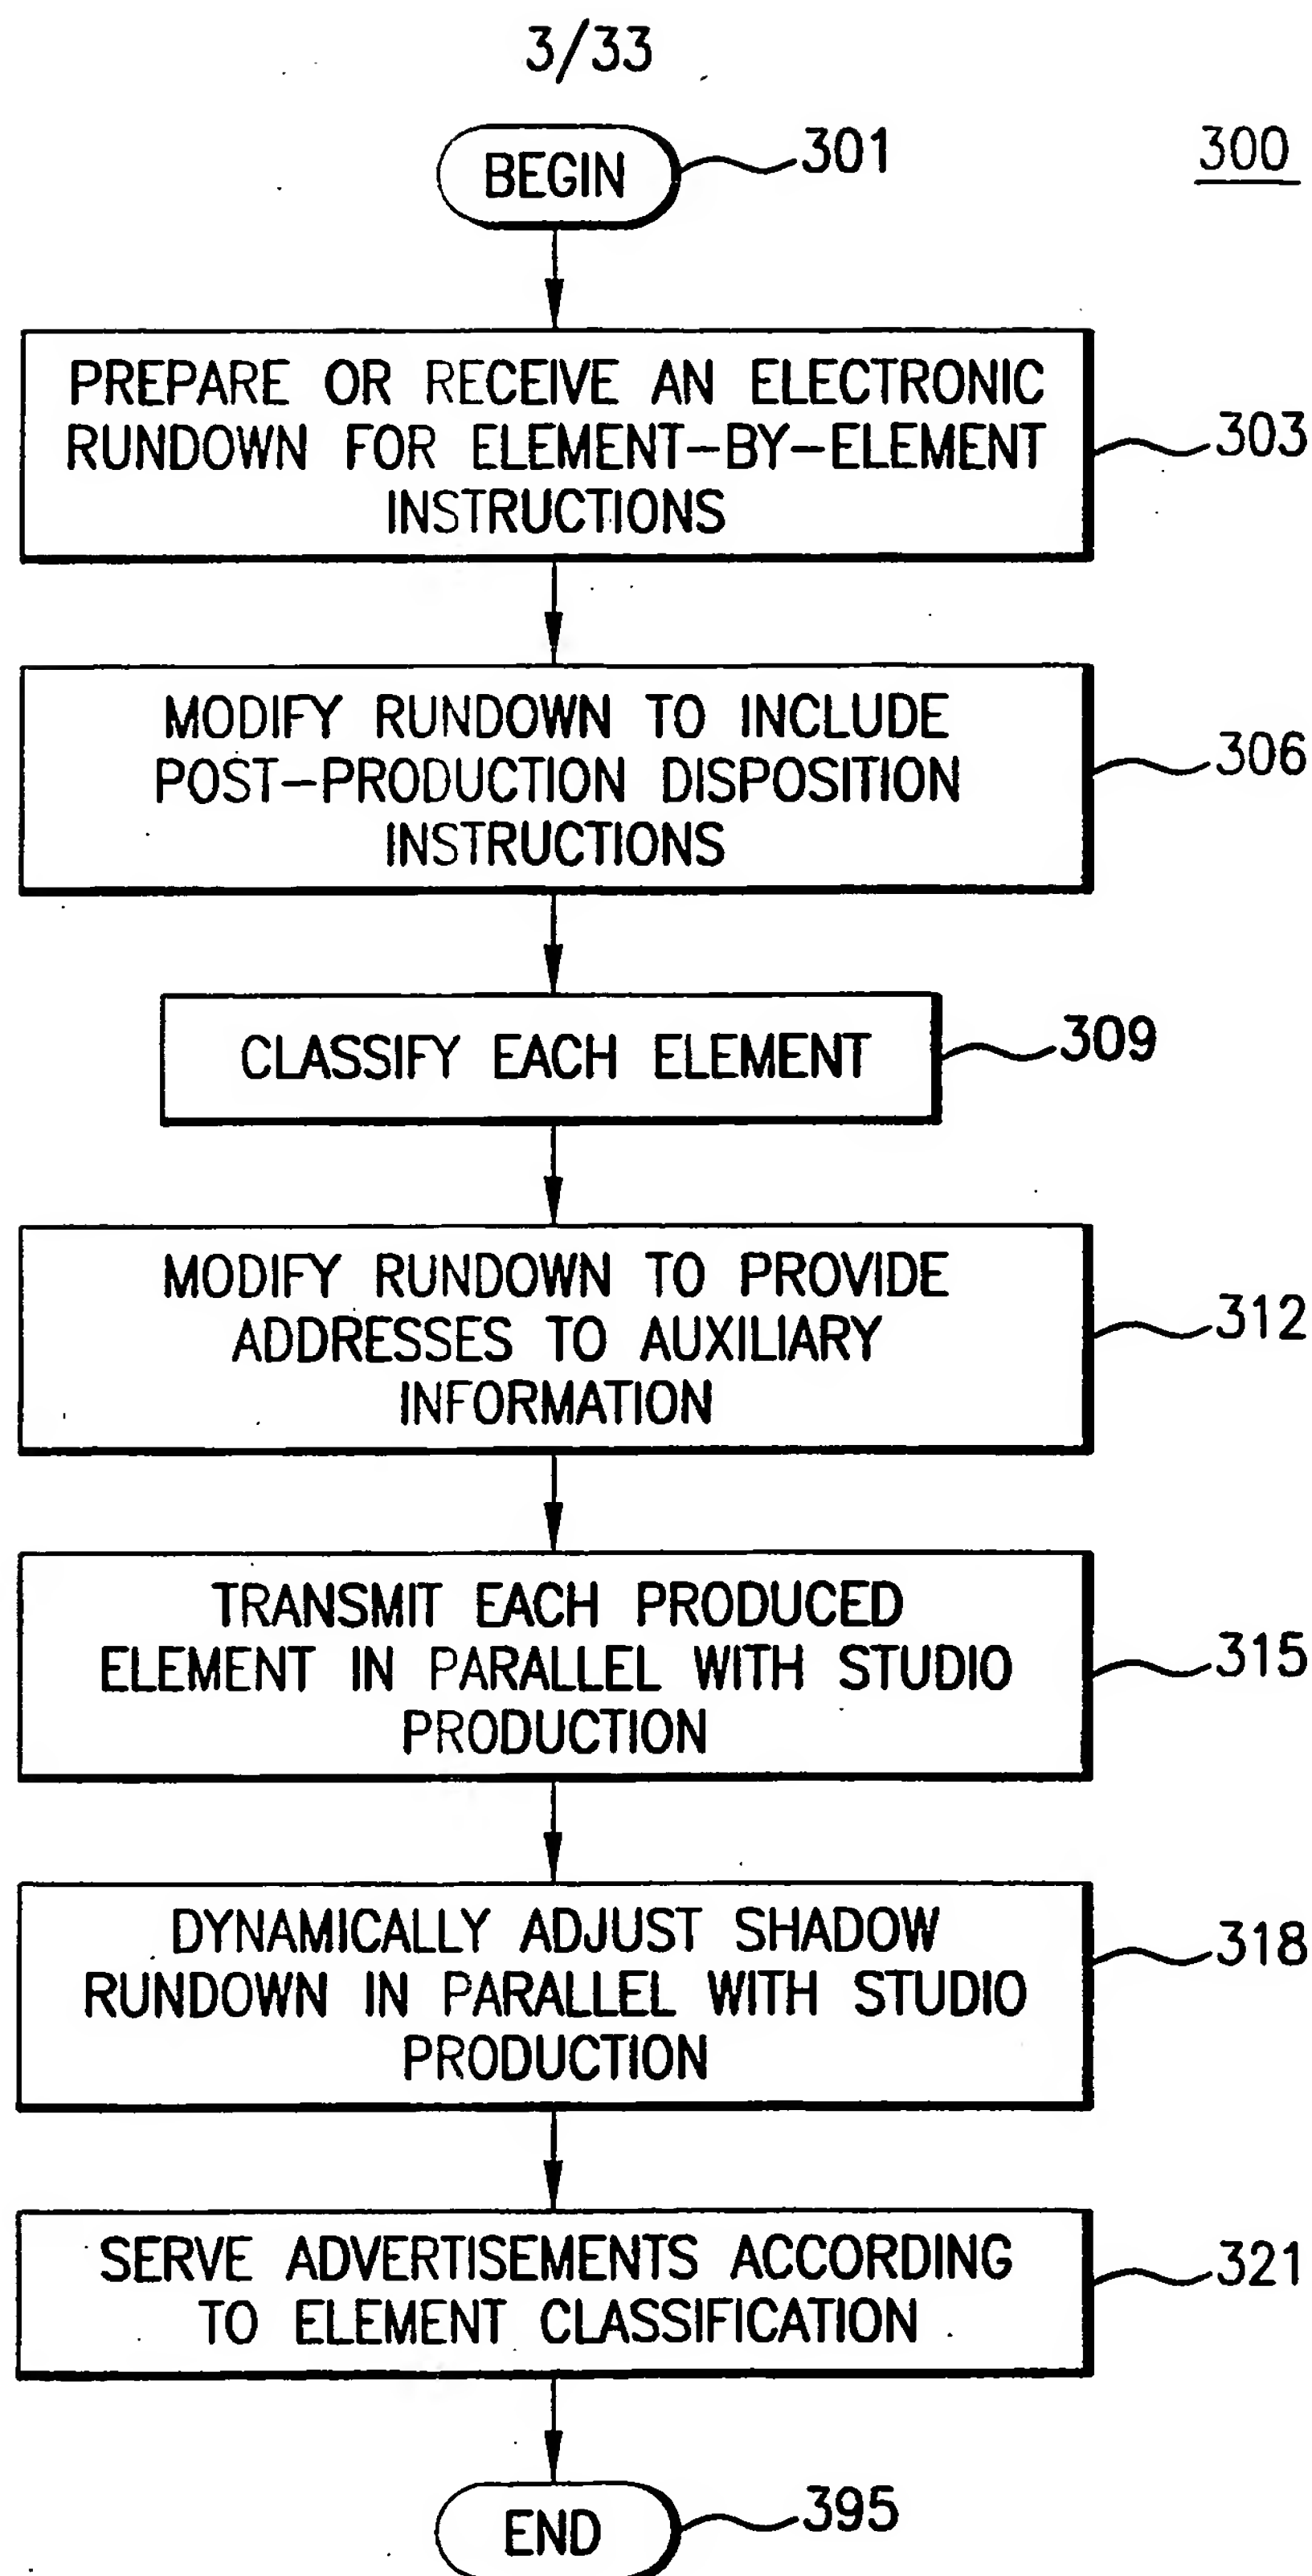 3/33
BEGIN
301
300
PREPARE OR RECEIVE AN ELECTRONIC
RUNDOWN FOR ELEMENT-BY-ELEMENT
INSTRUCTIONS
303
MODIFY RUNDOWN TO INCLUDE
POST-PRODUCTION DISPOSITION
INSTRUCTIONS
306
CLASSIFY EACH ELEMENT
309
MODIFY RUNDOWN TO PROVIDE
ADDRESSES TO AUXILIARY
INFORMATION
312
TRANSMIT EACH PRODUCED
ELEMENT IN PARALLEL WITH STUDIO
PRODUCTION
315
DYNAMICALLY ADJUST SHADOW
RUNDOWN IN PARALLEL WITH STUDIO
PRODUCTION
318
SERVE ADVERTISEMENTS ACCORDING
TO ELEMENT CLASSIFICATION
321
END
395